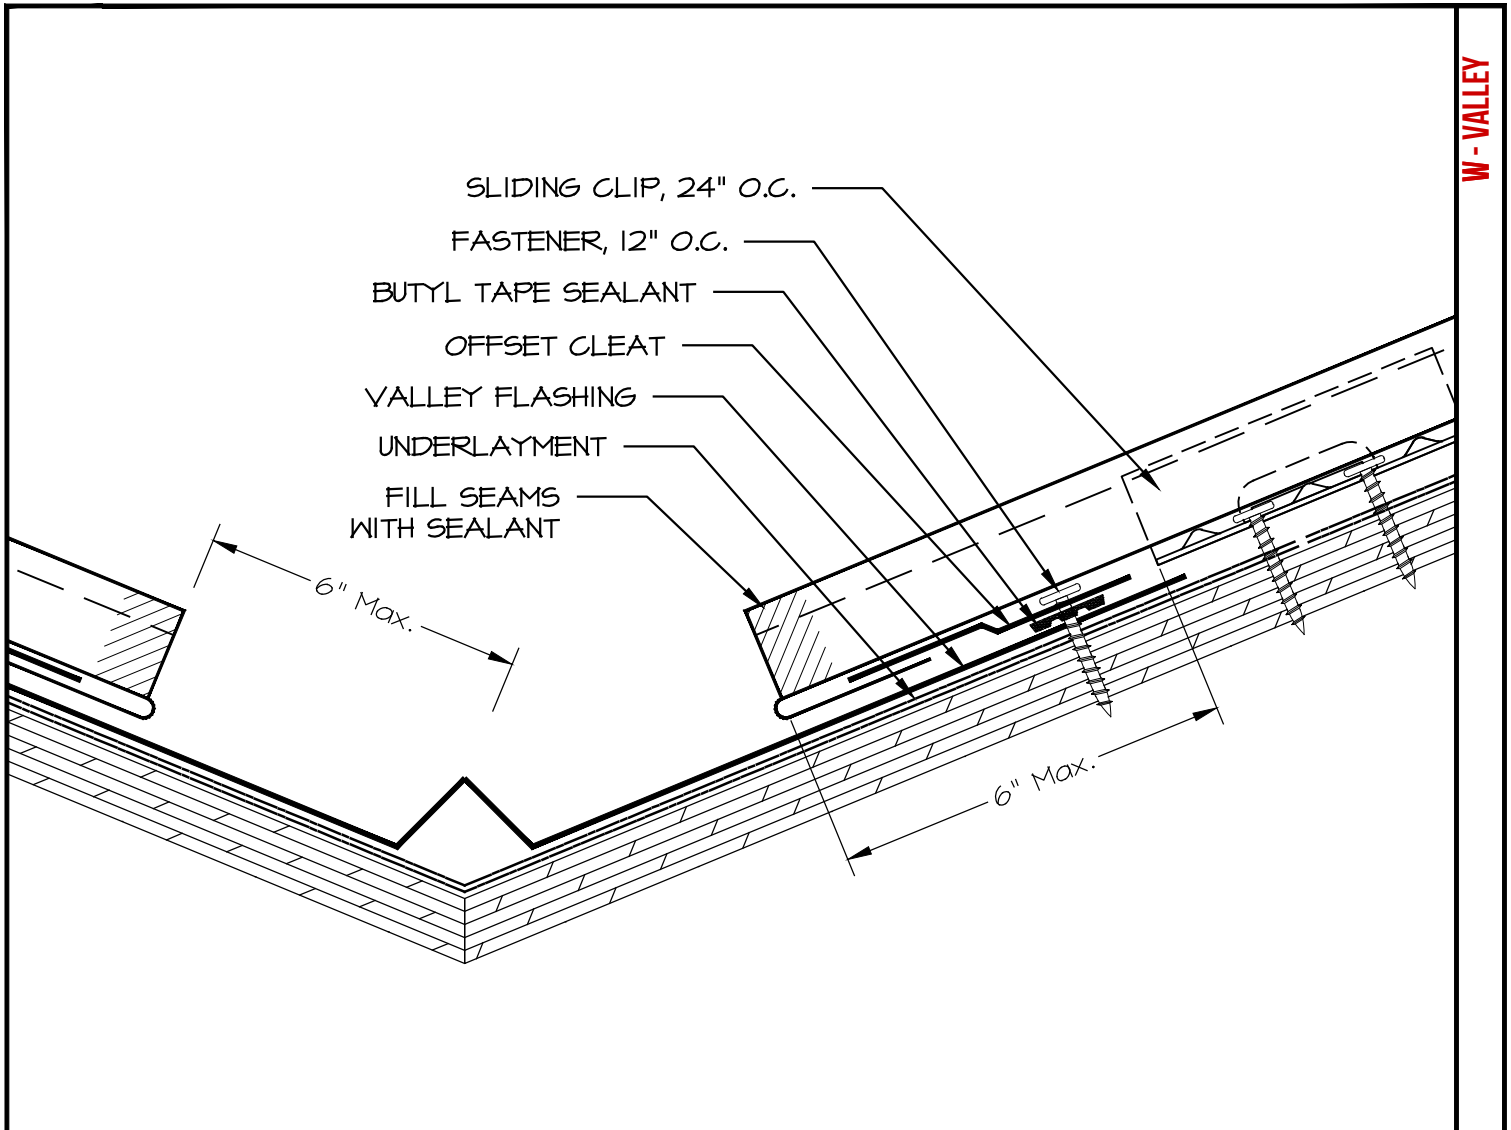 W - VALLEY
SLIDING CLIP, 24" O.C.
FASTENER, 12" O.C.
BUTYL TAPE SEALANT
OFFSET CLEAT
VALLEY FLASHING
UNDERLAYMENT
FILL SEAMS
WITH SEALANT
6" Max.
6" Max.